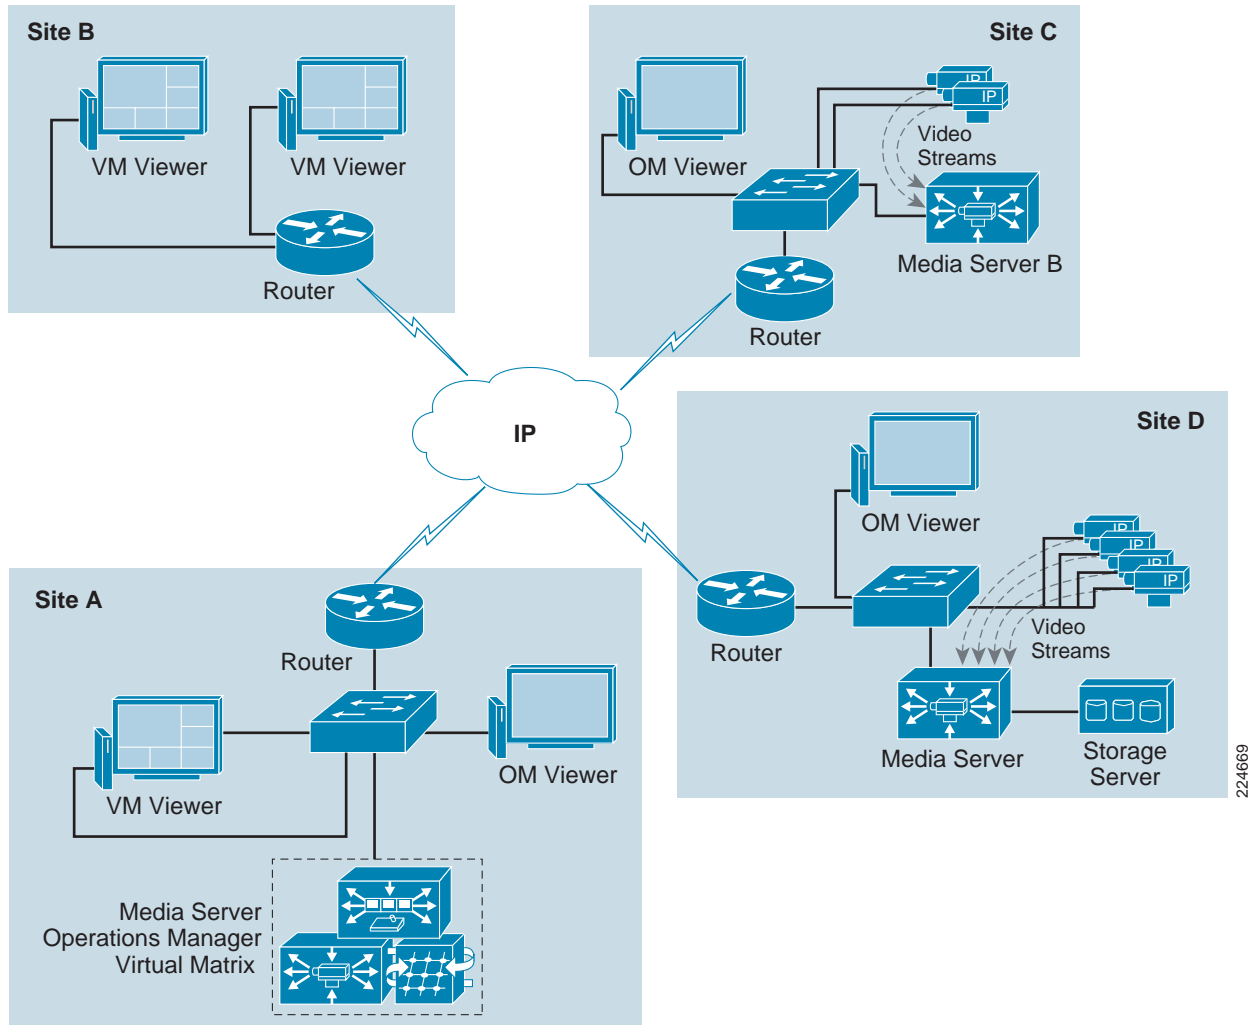 Site B
VM Viewer
VM Viewer
Router
Site C
IP
IP
OM Viewer
Video
Streams
Media Server B
Router
IP
Site D
OM Viewer
IP
IP
IP
IP
Router
Video
Streams
Media Server
Storage
Server
Site A
Router
VM Viewer
OM Viewer
Media Server
Operations Manager
Virtual Matrix
224669